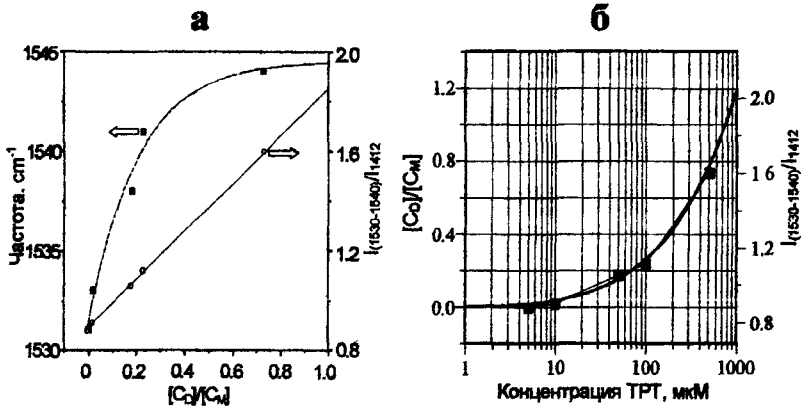 а
1545
1540
1535
1530
Частота. cm⁻¹
2.0
1.6
1.2
0.8
I(1530-1540)/I1412
0 0.2 0.4 0.6 0.8 1.0
[CD]/[CM]
б
1.2
0.8
0.4
0.0
[CD]/[CM]
2.0
1.6
1.2
0.8
I(1530-1540)/I1412
1 10 100 1000
Концентрация ТРТ, мкМ